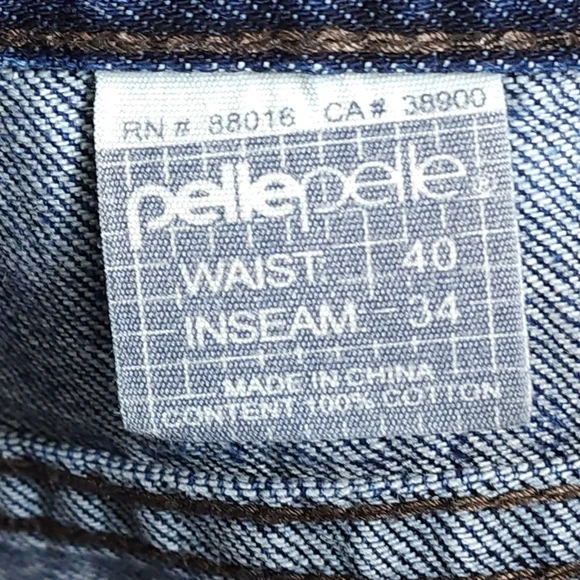 RN# 88016 CA# 38900
pellepelle®
WAIST 40
INSEAM 34
MADE IN CHINA
CONTENT 100% COTTON